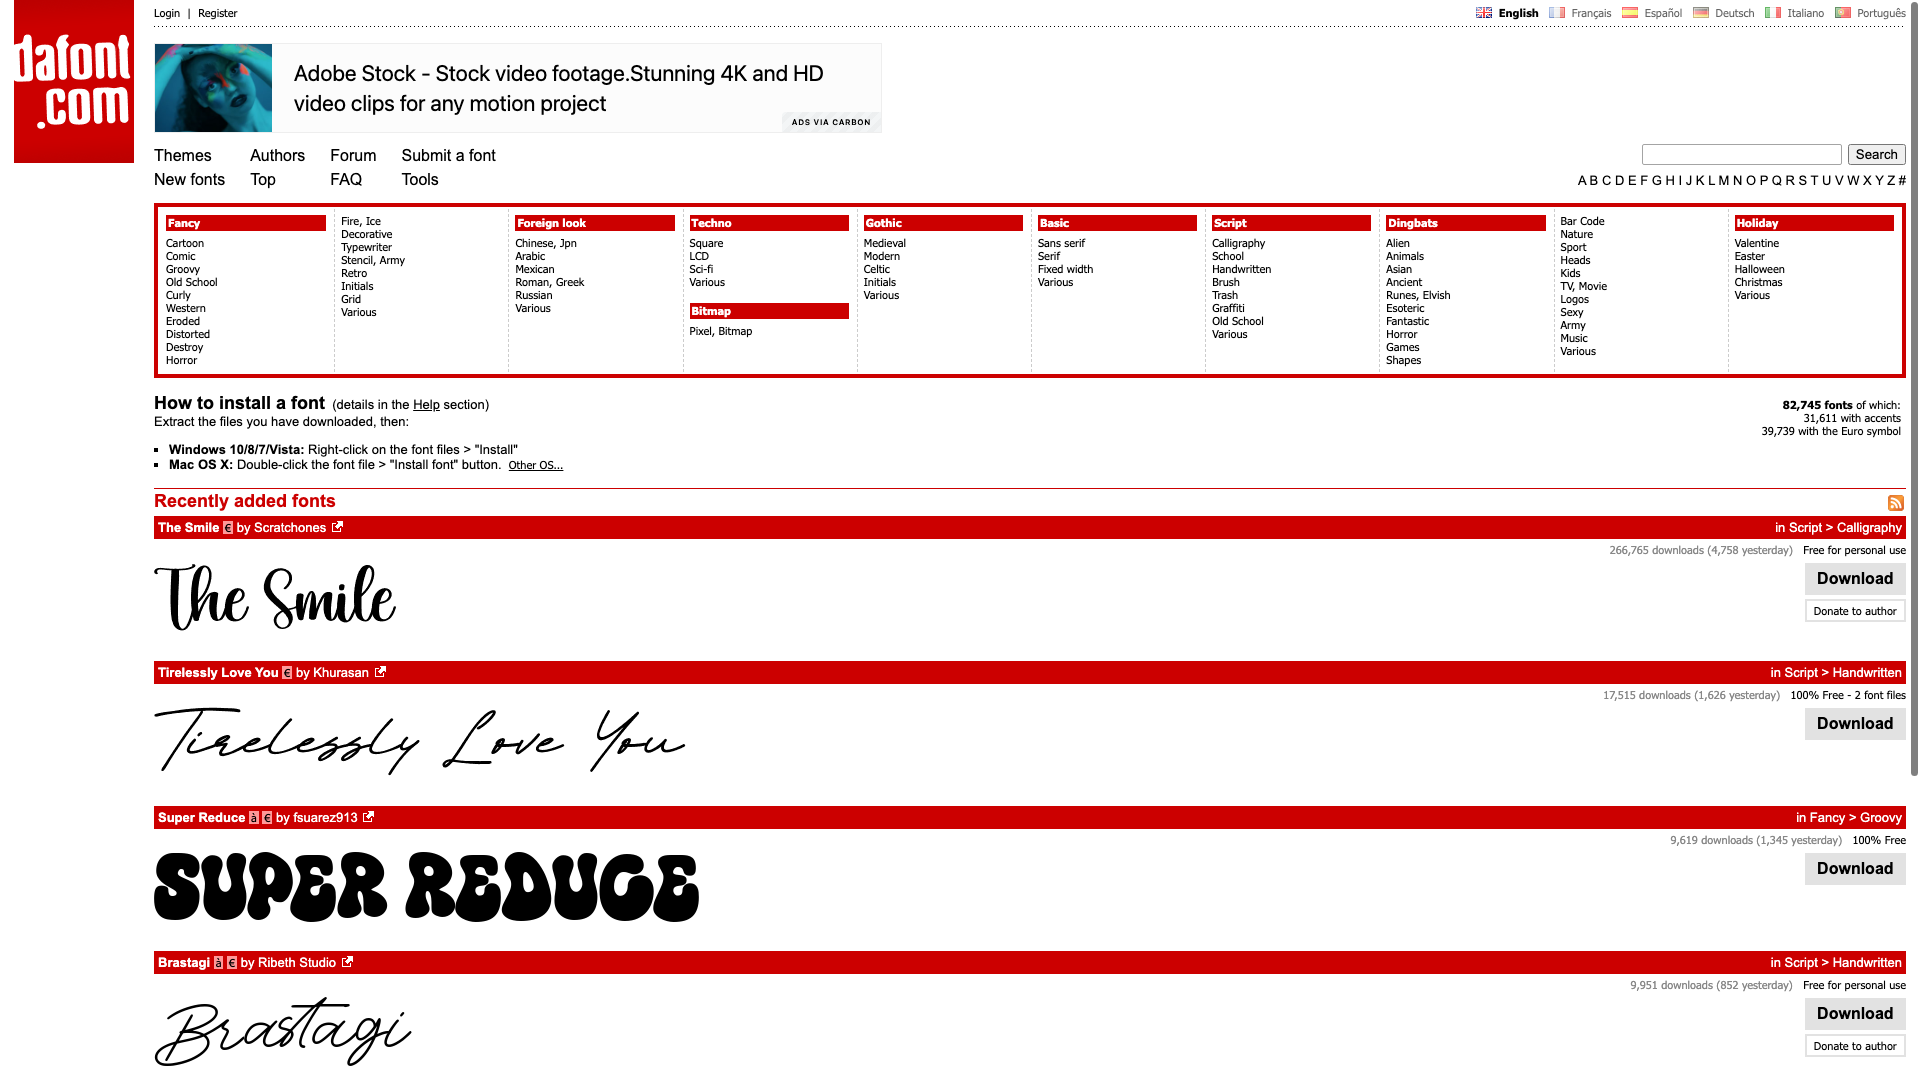 dafont
.com
Login | Register
English Français Español Deutsch Italiano Português
Adobe Stock - Stock video footage.Stunning 4K and HD
video clips for any motion project
ADS VIA CARBON
Themes Authors Forum Submit a font
New fonts Top FAQ Tools
Search
A B C D E F G H I J K L M N O P Q R S T U V W X Y Z #
Fancy
Cartoon
Comic
Groovy
Old School
Curly
Western
Eroded
Distorted
Destroy
Horror
Fire, Ice
Decorative
Typewriter
Stencil, Army
Retro
Initials
Grid
Various
Foreign look
Chinese, Jpn
Arabic
Mexican
Roman, Greek
Russian
Various
Techno
Square
LCD
Sci-fi
Various
Bitmap
Pixel, Bitmap
Gothic
Medieval
Modern
Celtic
Initials
Various
Basic
Sans serif
Serif
Fixed width
Various
Script
Calligraphy
School
Handwritten
Brush
Trash
Graffiti
Old School
Various
Dingbats
Alien
Animals
Asian
Ancient
Runes, Elvish
Esoteric
Fantastic
Horror
Games
Shapes
Bar Code
Nature
Sport
Heads
Kids
TV, Movie
Logos
Sexy
Army
Music
Various
Holiday
Valentine
Easter
Halloween
Christmas
Various
How to install a font (details in the Help section)
Extract the files you have downloaded, then:
Windows 10/8/7/Vista: Right-click on the font files > "Install"
Mac OS X: Double-click the font file > "Install font" button. Other OS...
82,745 fonts of which:
31,611 with accents
39,739 with the Euro symbol
Recently added fonts
The Smile € by Scratchones in Script > Calligraphy
266,765 downloads (4,758 yesterday) Free for personal use
The Smile
Download
Donate to author
Tirelessly Love You € by Khurasan in Script > Handwritten
17,515 downloads (1,626 yesterday) 100% Free - 2 font files
Tirelessly Love You
Download
Super Reduce à € by fsuarez913 in Fancy > Groovy
9,619 downloads (1,345 yesterday) 100% Free
SUPER REDUCE
Download
Brastagi à € by Ribeth Studio in Script > Handwritten
9,951 downloads (852 yesterday) Free for personal use
Brastagi
Download
Donate to author